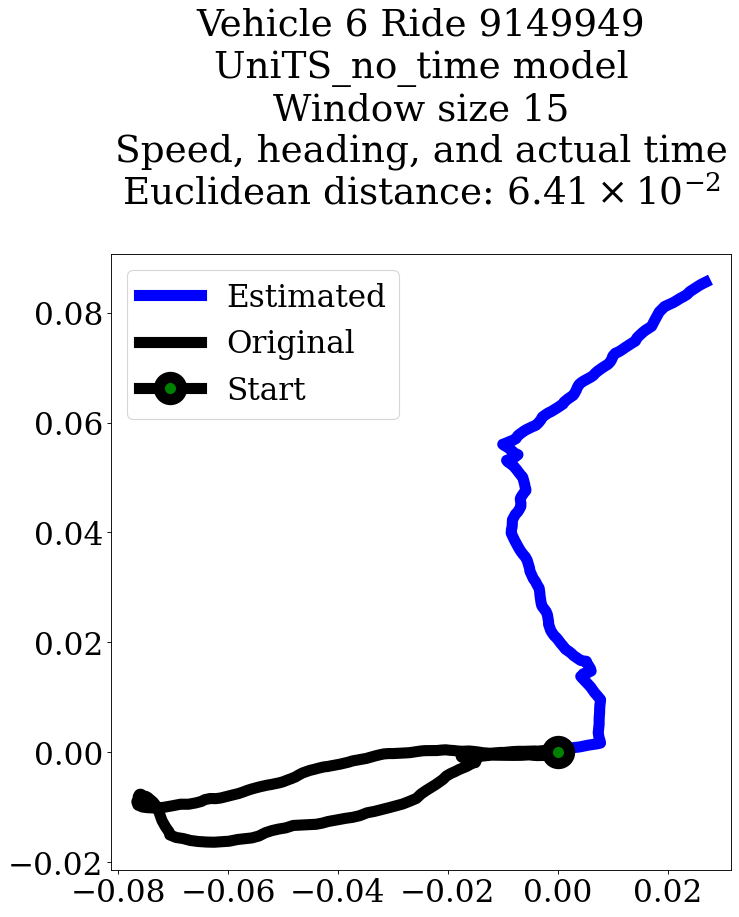 Vehicle 6 Ride 9149949
UniTS_no_time model
Window size 15
Speed, heading, and actual time
Euclidean distance: 6.41 × 10⁻²
Estimated
Original
Start
0.08
0.06
0.04
0.02
0.00
−0.02
−0.08 −0.06 −0.04 −0.02 0.00 0.02